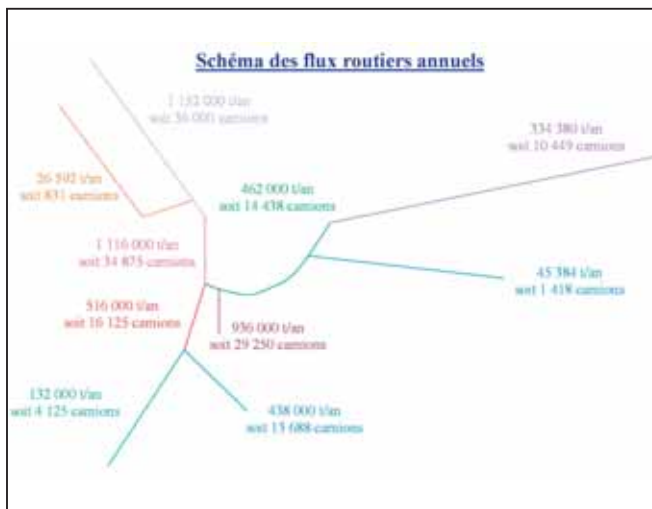 Schéma des flux routiers annuels
1 152 000 t/an
soit 36 000 camions
334 380 t/an
soit 10 449 camions
26 592 t/an
soit 831 camions
462 000 t/an
soit 14 438 camions
1 116 000 t/an
soit 34 875 camions
45 384 t/an
soit 1 418 camions
516 000 t/an
soit 16 125 camions
936 000 t/an
soit 29 250 camions
132 000 t/an
soit 4 125 camions
438 000 t/an
soit 13 688 camions